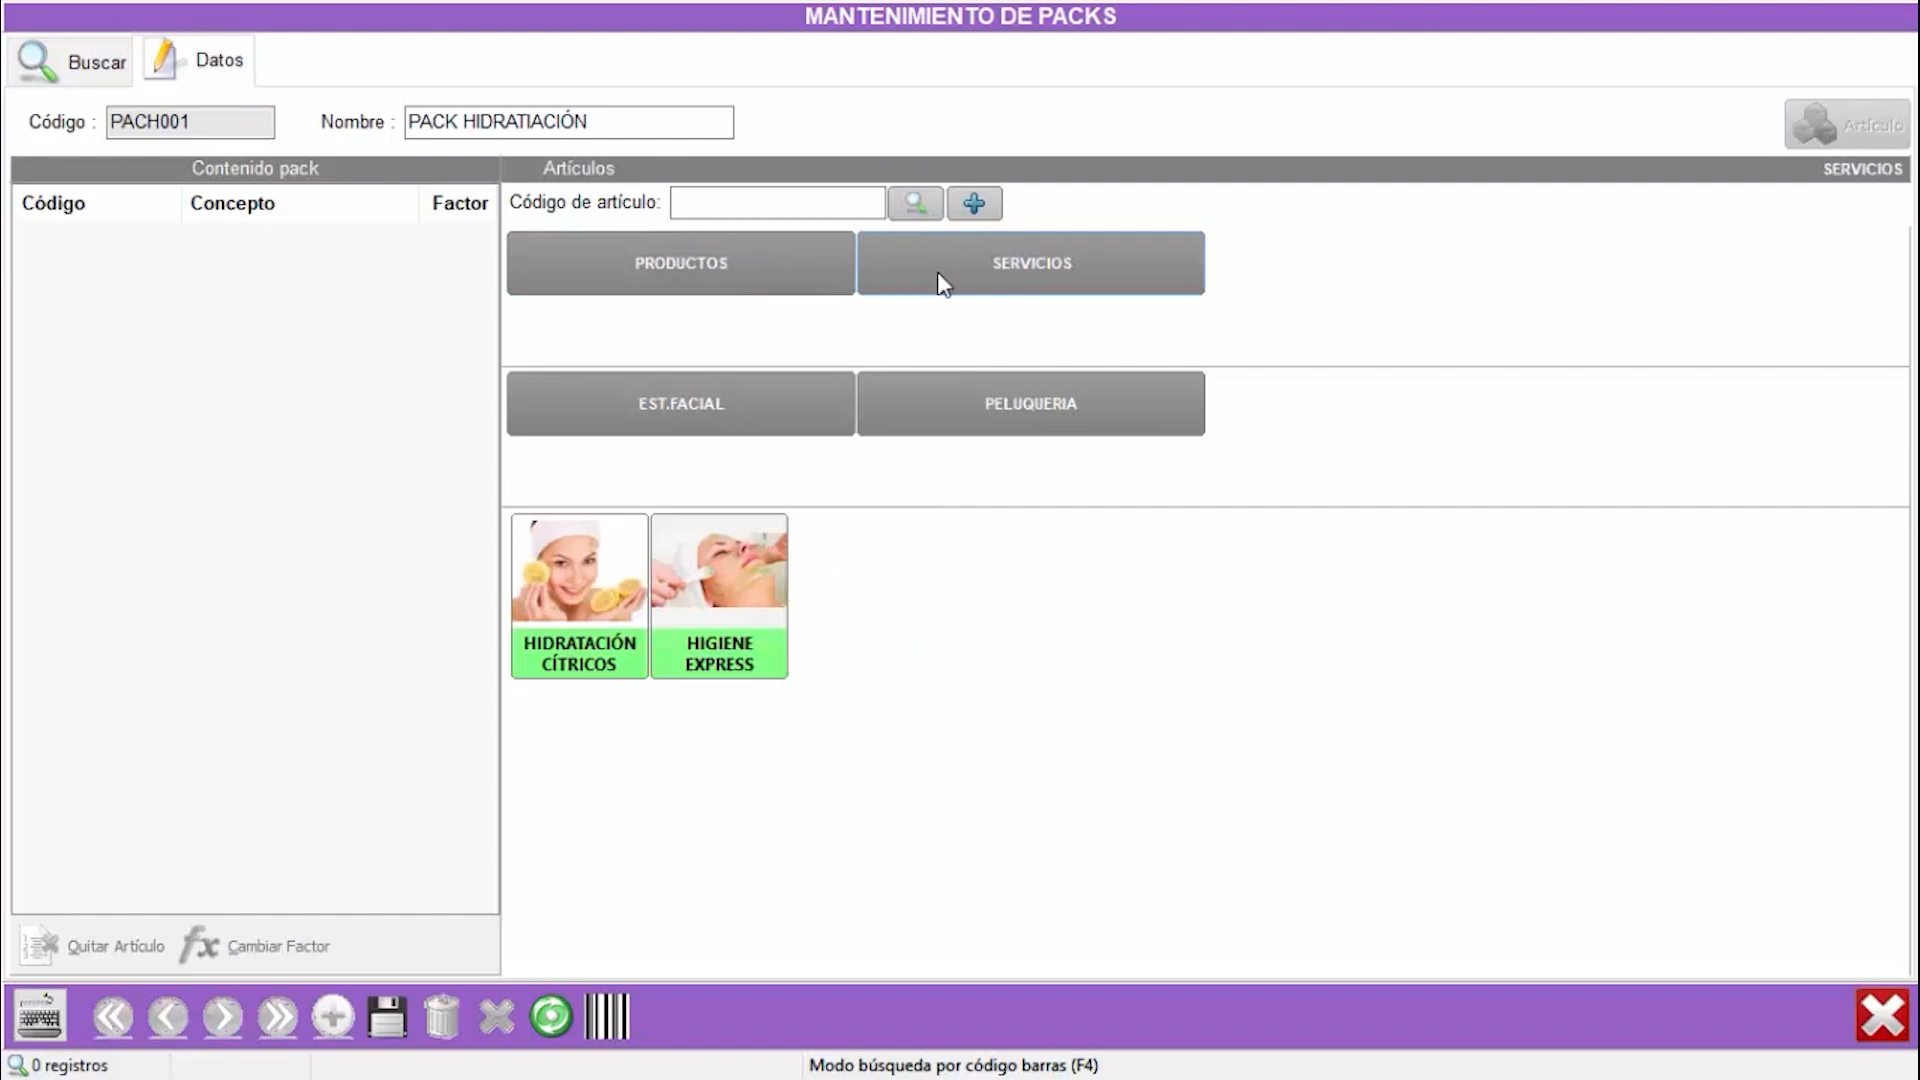 MANTENIMIENTO DE PACKS
Buscar
Datos
Código :
PACH001
Nombre :
PACK HIDRATIACIÓN
Artículo
Contenido pack
Artículos
SERVICIOS
Código
Concepto
Factor
Código de artículo:
PRODUCTOS
SERVICIOS
EST.FACIAL
PELUQUERIA
HIDRATACIÓN
CÍTRICOS
HIGIENE
EXPRESS
Quitar Artículo
fx
Cambiar Factor
0 registros
Modo búsqueda por código barras (F4)